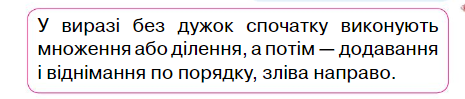 У виразі без дужок спочатку виконують
множення або ділення, а потім — додавання
і віднімання по порядку, зліва направо.